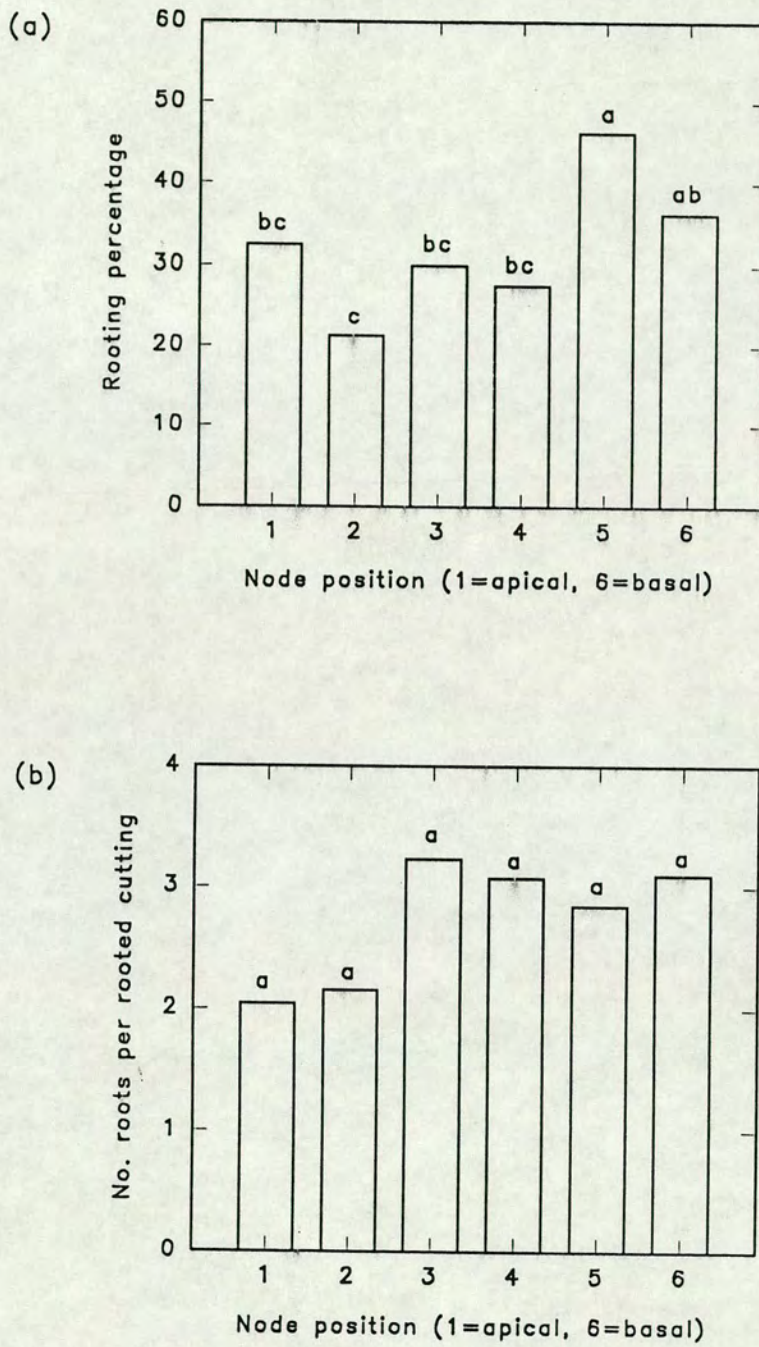 (a)
60
50
40
30
20
10
0
Rooting percentage
bc
c
bc
bc
a
ab
1 2 3 4 5 6
Node position (1=apical, 6=basal)
(b)
4
3
2
1
0
No. roots per rooted cutting
a
a
a
a
a
a
1 2 3 4 5 6
Node position (1=apical, 6=basal)